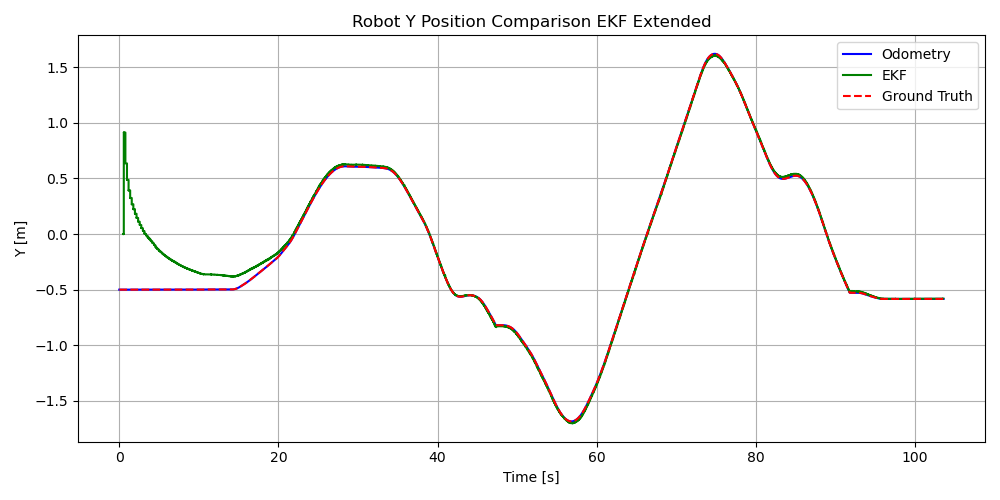 Robot Y Position Comparison EKF Extended
Odometry
EKF
Ground Truth
Y [m]
1.5
1.0
0.5
0.0
−0.5
−1.0
−1.5
0 20 40 60 80 100
Time [s]